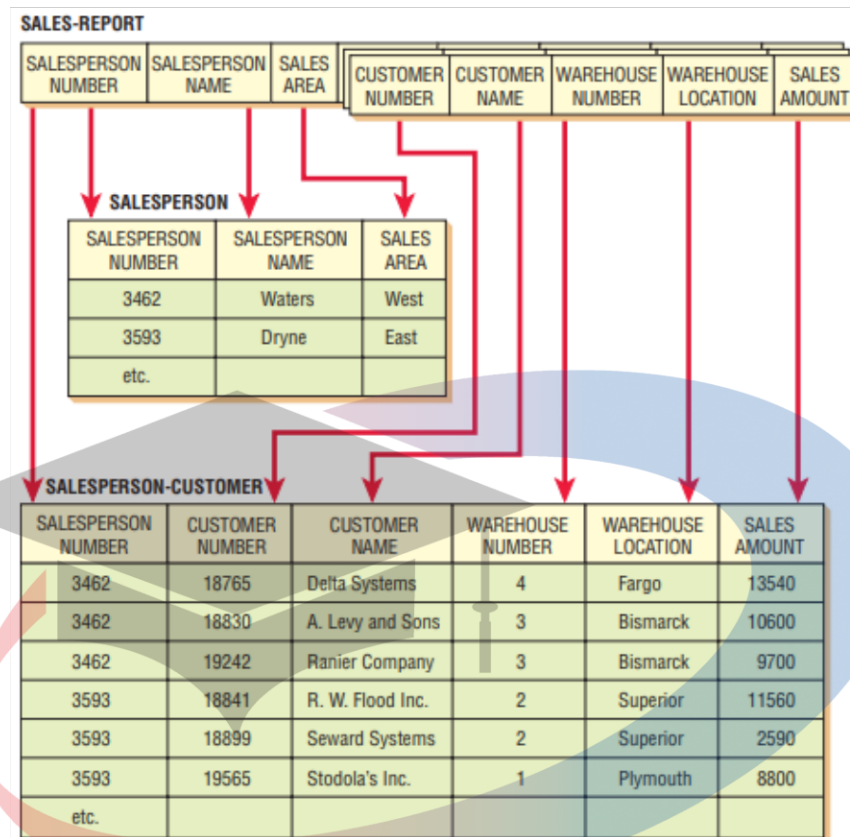 SALES-REPORT
SALESPERSON NUMBER SALESPERSON NAME SALES AREA CUSTOMER NUMBER CUSTOMER NAME WAREHOUSE NUMBER WAREHOUSE LOCATION SALES AMOUNT
SALESPERSON
SALESPERSON NUMBER SALESPERSON NAME SALES AREA
3462 Waters West
3593 Dryne East
etc.
SALESPERSON-CUSTOMER
SALESPERSON NUMBER CUSTOMER NUMBER CUSTOMER NAME WAREHOUSE NUMBER WAREHOUSE LOCATION SALES AMOUNT
3462 18765 Delta Systems 4 Fargo 13540
3462 18830 A. Levy and Sons 3 Bismarck 10600
3462 19242 Ranier Company 3 Bismarck 9700
3593 18841 R. W. Flood Inc. 2 Superior 11560
3593 18899 Seward Systems 2 Superior 2590
3593 19565 Stodola's Inc. 1 Plymouth 8800
etc.